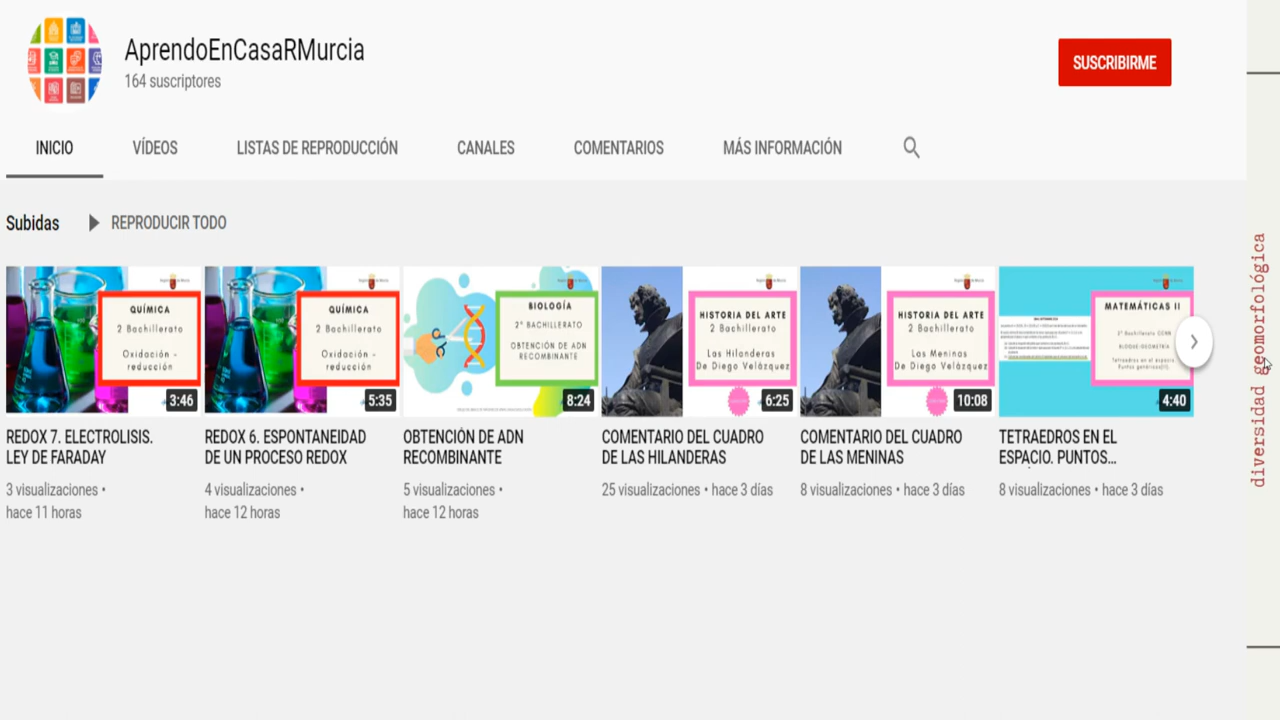 AprendoEnCasaRMurcia
164 suscriptores
SUSCRIBIRME
INICIO
VÍDEOS
LISTAS DE REPRODUCCIÓN
CANALES
COMENTARIOS
MÁS INFORMACIÓN
Subidas
REPRODUCIR TODO
QUÍMICA
2 Bachillerato
Oxidación -
reducción
3:46
REDOX 7. ELECTROLISIS.
LEY DE FARADAY
3 visualizaciones •
hace 11 horas
QUÍMICA
2 Bachillerato
Oxidación -
reducción
5:35
REDOX 6. ESPONTANEIDAD
DE UN PROCESO REDOX
4 visualizaciones •
hace 12 horas
BIOLOGÍA
2º BACHILLERATO
OBTENCIÓN DE ADN
RECOMBINANTE
8:24
OBTENCIÓN DE ADN
RECOMBINANTE
5 visualizaciones •
hace 12 horas
HISTORIA DEL ARTE
2 Bachillerato
Las Hilanderas
De Diego Velázquez
6:25
COMENTARIO DEL CUADRO
DE LAS HILANDERAS
25 visualizaciones • hace 3 días
HISTORIA DEL ARTE
2 Bachillerato
Las Meninas
De Diego Velázquez
10:08
COMENTARIO DEL CUADRO
DE LAS MENINAS
8 visualizaciones • hace 3 días
MATEMÁTICAS II
2º Bachillerato CCNN
BLOQUE GEOMETRÍA
Tetraedros en el espacio
4:40
TETRAEDROS EN EL
ESPACIO. PUNTOS...
8 visualizaciones • hace 3 días
diversidad geomorfológica